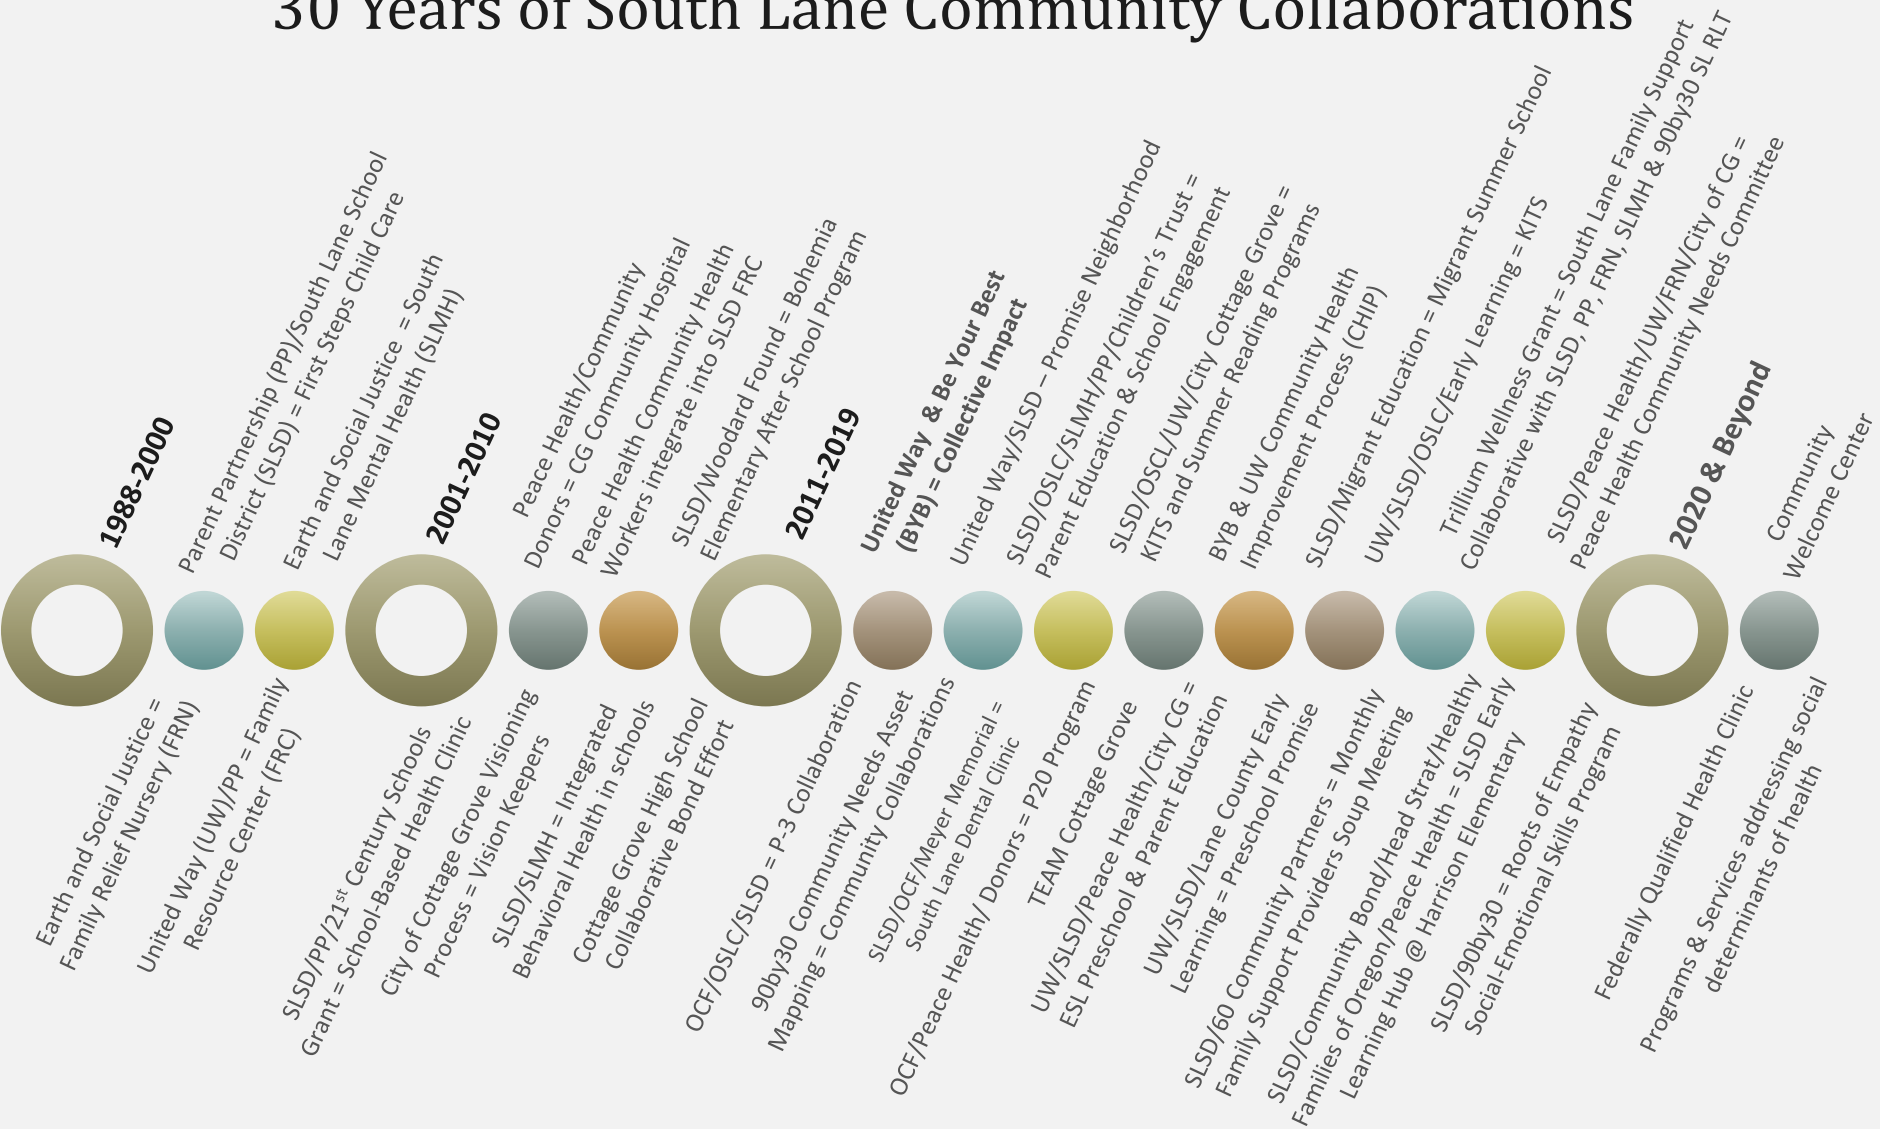 30 Years of South Lane Community Collaborations
1988-2000
Parent Partnership (PP)/South Lane School
District (SLSD) = First Steps Child Care
Earth and Social Justice = South
Lane Mental Health (SLMH)
2001-2010
Peace Health/Community
Donors = CG Community Hospital
Peace Health Community Health
Workers integrate into SLSD FRC
SLSD/Woodard Found = Bohemia
Elementary After School Program
2011-2019
United Way & Be Your Best
(BYB) = Collective Impact
United Way/SLSD – Promise Neighborhood
SLSD/OSLC/SLMH/PP/Children's Trust =
Parent Education & School Engagement
SLSD/OSCL/UW/City Cottage Grove =
KITS and Summer Reading Programs
BYB & UW Community Health
Improvement Process (CHIP)
SLSD/Migrant Education = Migrant Summer School
UW/SLSD/OSLC/Early Learning = KITS
Trillium Wellness Grant = South Lane Family Support
Collaborative with SLSD, PP, FRN, SLMH & 90by30 SL RLT
SLSD/Peace Health/UW/FRN/City of CG =
Peace Health Community Needs Committee
2020 & Beyond
Community
Welcome Center
Earth and Social Justice =
Family Relief Nursery (FRN)
United Way (UW)/PP = Family
Resource Center (FRC)
SLSD/PP/21st Century Schools
Grant = School-Based Health Clinic
City of Cottage Grove Visioning
Process = Vision Keepers
SLSD/SLMH = Integrated
Behavioral Health in schools
Cottage Grove High School
Collaborative Bond Effort
OCF/OSLC/SLSD = P-3 Collaboration
90by30 Community Needs Asset
Mapping = Community Collaborations
SLSD/OCF/Meyer Memorial =
South Lane Dental Clinic
OCF/Peace Health/ Donors = P20 Program
TEAM Cottage Grove
UW/SLSD/Peace Health/City CG =
ESL Preschool & Parent Education
UW/SLSD/Lane County Early
Learning = Preschool Promise
SLSD/60 Community Partners = Monthly
Family Support Providers Soup Meeting
SLSD/Community Bond/Head Strat/Healthy
Families of Oregon/Peace Health = SLSD Early
Learning Hub @ Harrison Elementary
SLSD/90by30 = Roots of Empathy
Social-Emotional Skills Program
Federally Qualified Health Clinic
Programs & Services addressing social
determinants of health